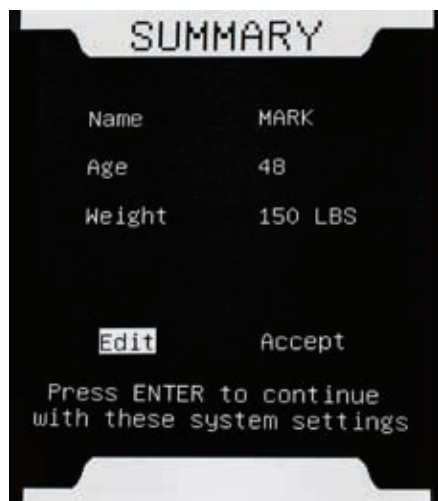 SUMMARY
Name MARK
Age 48
Weight 150 LBS
Edit Accept
Press ENTER to continue
with these system settings